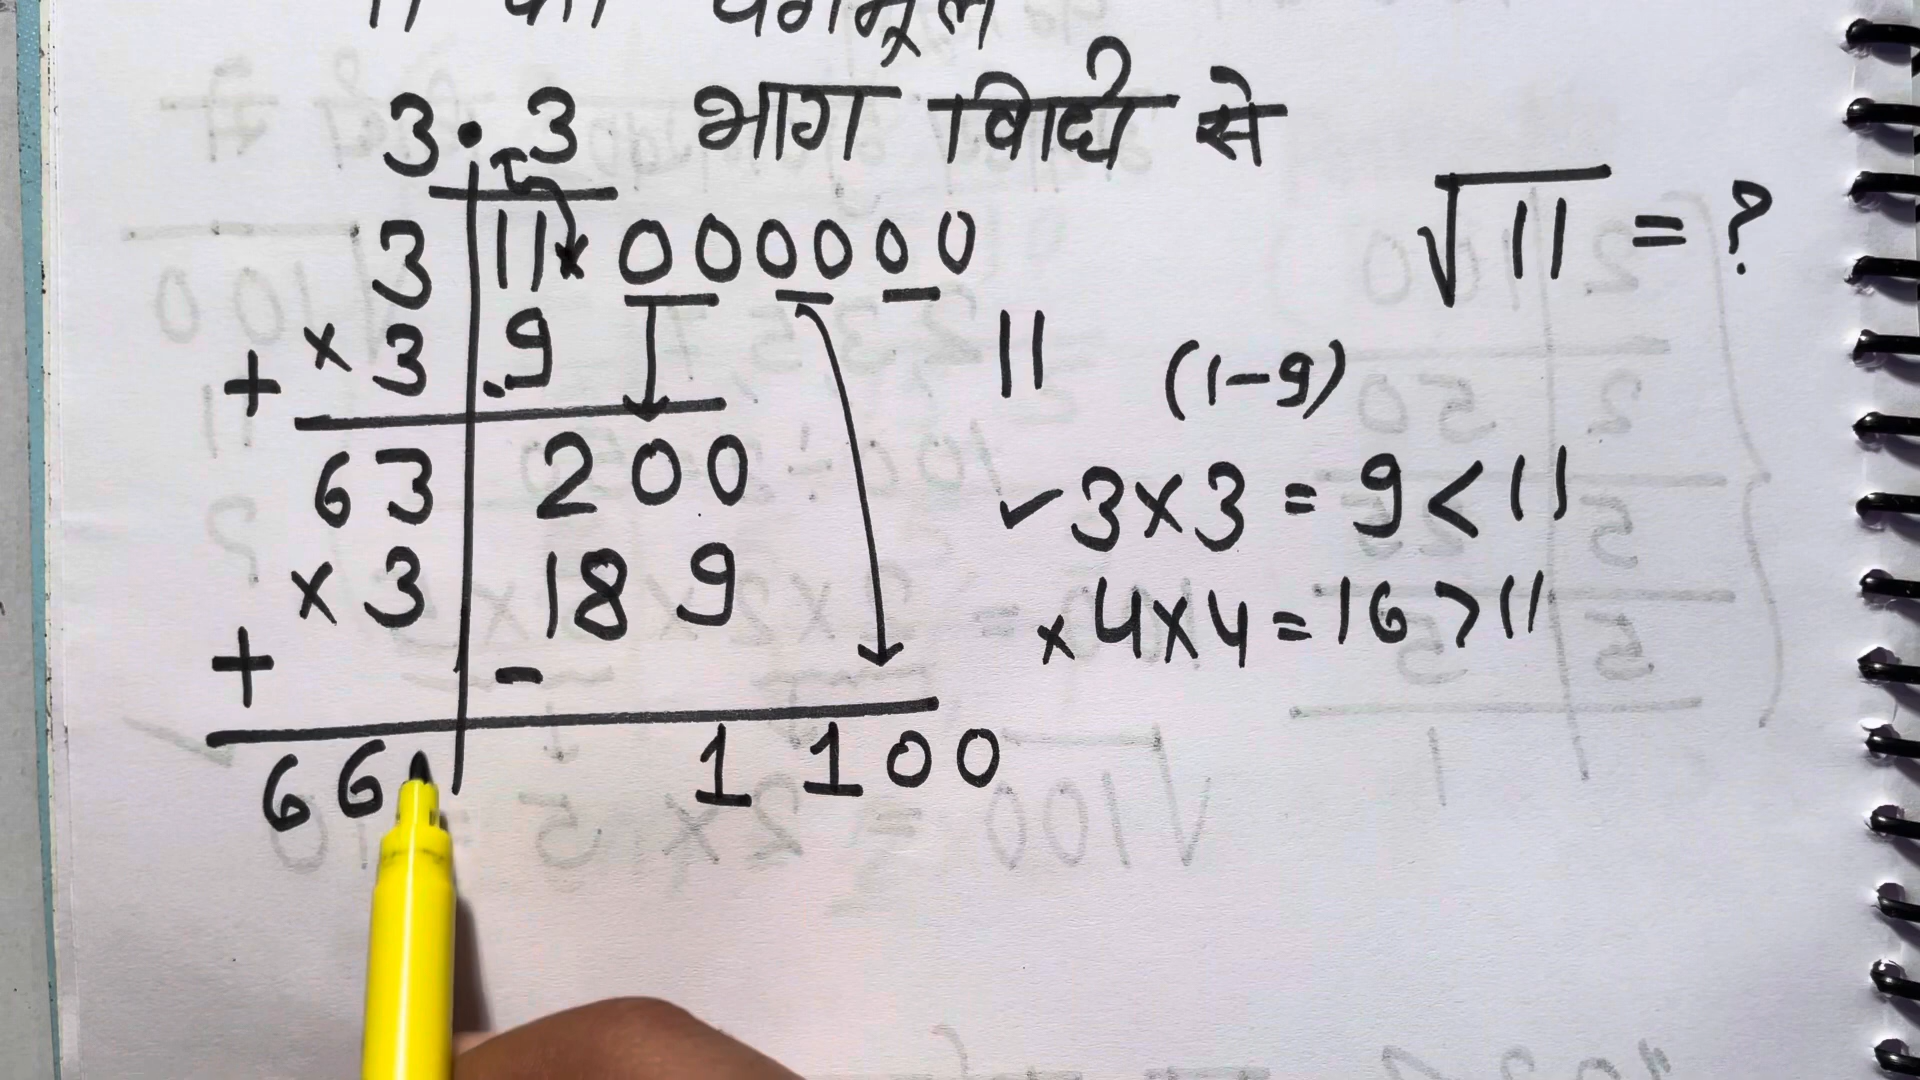 11 का वर्गमूल
3.3 भाग विधि से
√11 = ?
3 11.000000
× 3 9
+
11 (1-9)
63 200
✓3×3 = 9<11
× 3 189
×4×4=16>11
+ -
66 1100